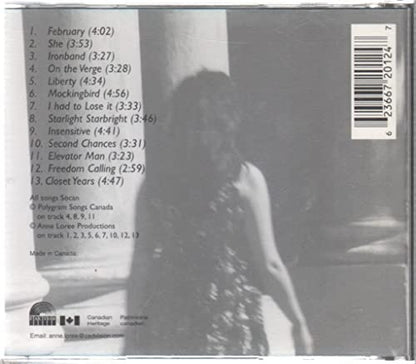 1. February (4:02)
2. She (3:53)
3. Ironband (3:27)
4. On the Verge (3:28)
5. Liberty (4:34)
6. Mockingbird (4:56)
7. I had to Lose it (3:33)
8. Starlight Starbright (3:46)
9. Insensitive (4:41)
10. Second Chances (3:31)
11. Elevator Man (3:23)
12. Freedom Calling (2:59)
13. Closet Years (4:47)
All songs Socan
© Polygram Songs Canada
on track 4, 8, 9, 11
© Anne Loree Productions
on track 1, 2, 3, 5, 6, 7, 10, 12, 13
Made in Canada.
Canadian Patrimoine
Heritage canadien
Email: anne.loree@cadvision.com
6 23667 20124 7